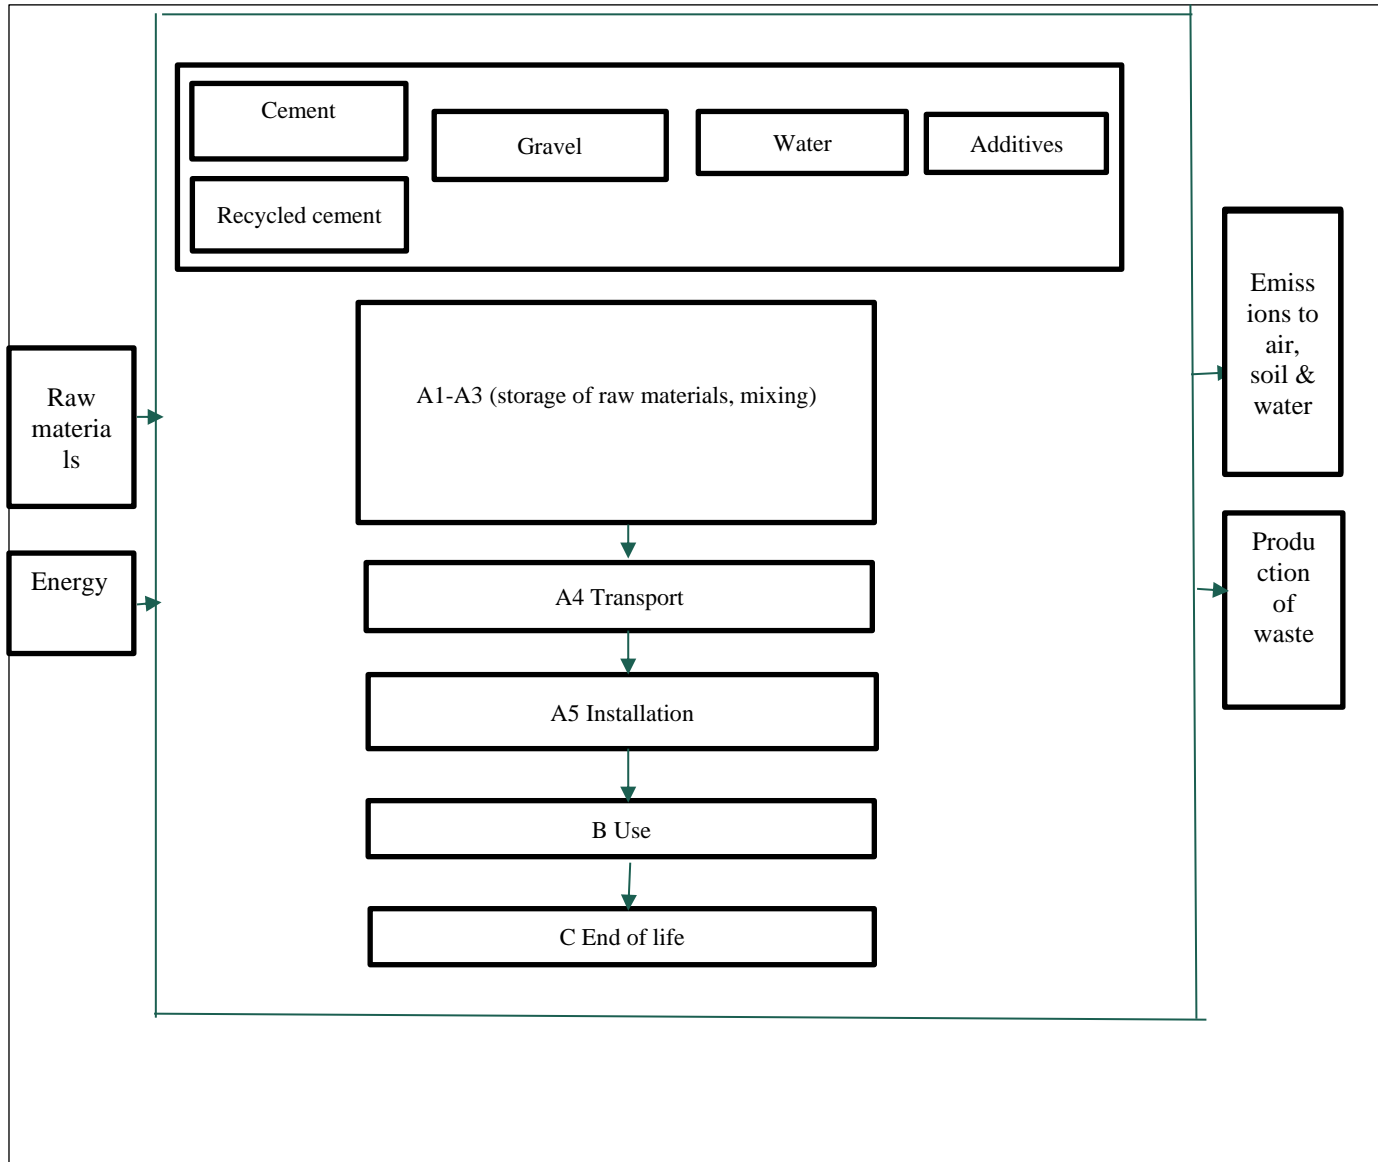 Cement
Gravel
Water
Additives
Recycled cement
Raw
materia
ls
Energy
A1-A3 (storage of raw materials, mixing)
A4 Transport
A5 Installation
B Use
C End of life
Emiss
ions to
air,
soil &
water
Produ
ction
of
waste